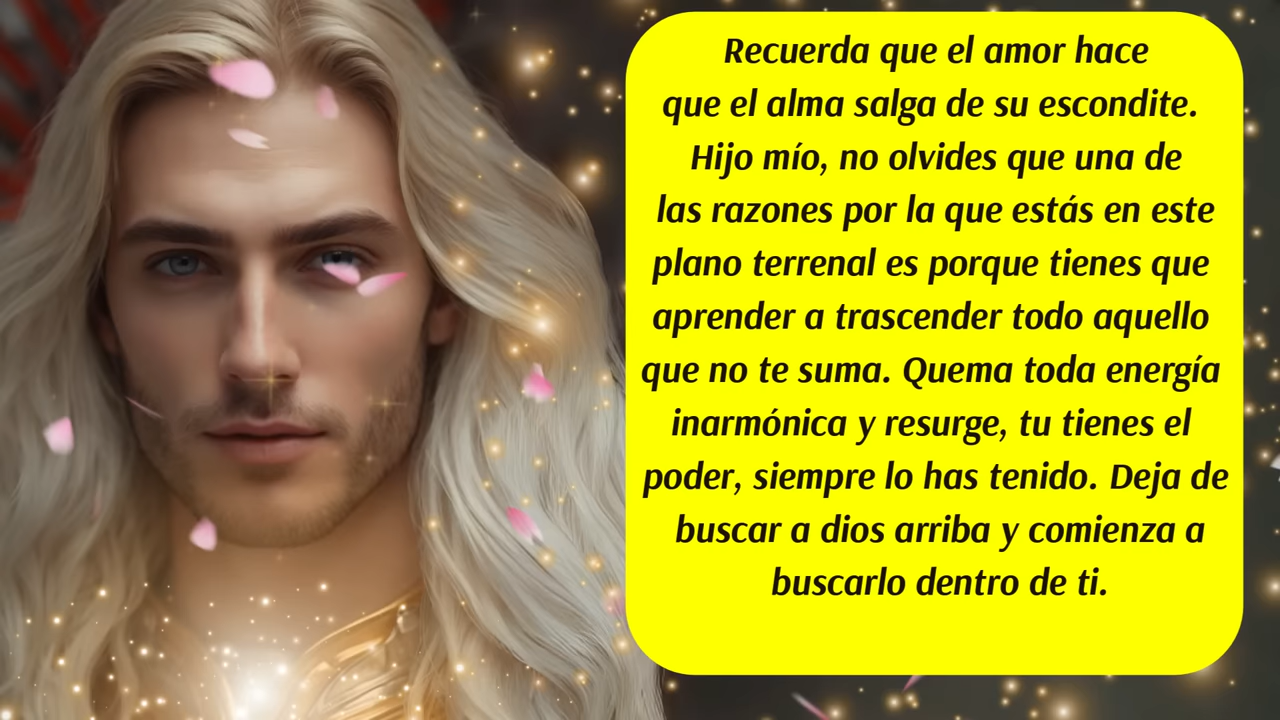 Recuerda que el amor hace
que el alma salga de su escondite.
Hijo mío, no olvides que una de
las razones por la que estás en este
plano terrenal es porque tienes que
aprender a trascender todo aquello
que no te suma. Quema toda energía
inarmónica y resurge, tu tienes el
poder, siempre lo has tenido. Deja de
buscar a dios arriba y comienza a
buscarlo dentro de ti.